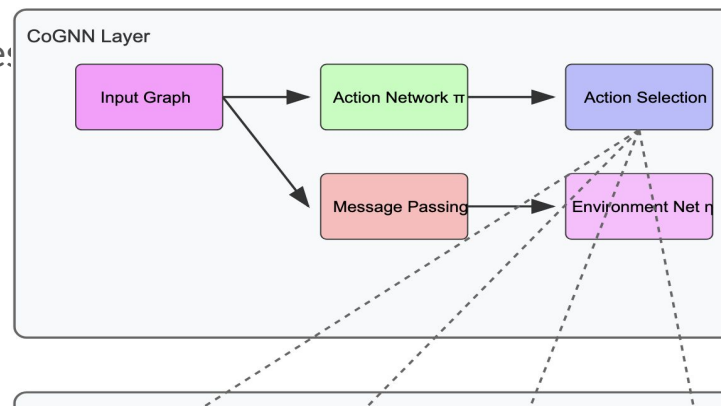 CoGNN Layer
Input Graph
Action Network π
Action Selection
Message Passing
Environment Net η